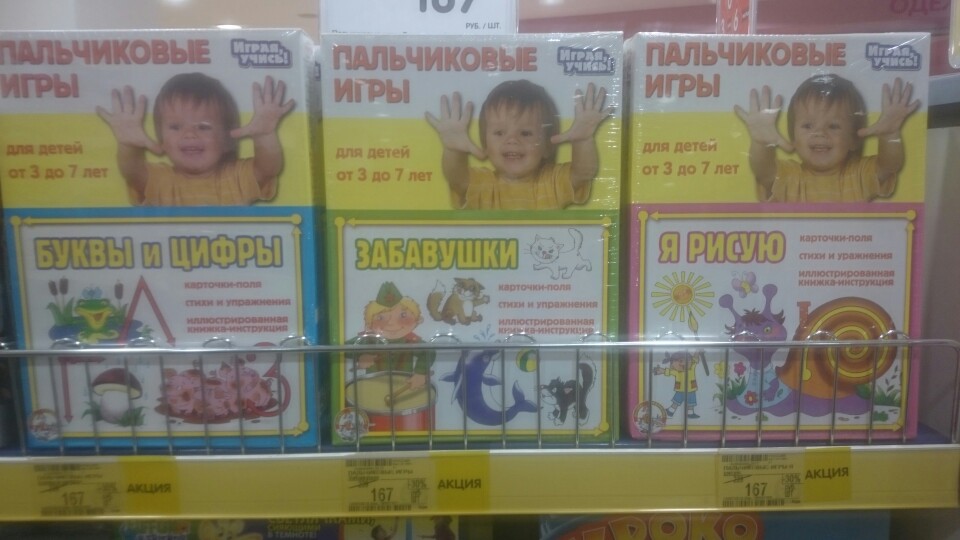 167
РУБ. / ШТ.
ПАЛЬЧИКОВЫЕ
ИГРЫ
Играя,
учись!
для детей
от 3 до 7 лет
БУКВЫ и ЦИФРЫ
карточки-поля
стихи и упражнения
иллюстрированная
книжка-инструкция
ПАЛЬЧИКОВЫЕ
ИГРЫ
Играя,
учись!
для детей
от 3 до 7 лет
ЗАБАВУШКИ
карточки-поля
стихи и упражнения
иллюстрированная
книжка-инструкция
ПАЛЬЧИКОВЫЕ
ИГРЫ
Играя,
учись!
для детей
от 3 до 7 лет
Я РИСУЮ
карточки-поля
стихи и уражнения
иллюстрированная
книжка-инструкция
167
АКЦИЯ
167
АКЦИЯ
167
АКЦИЯ
В ТЕМНОТЕ!